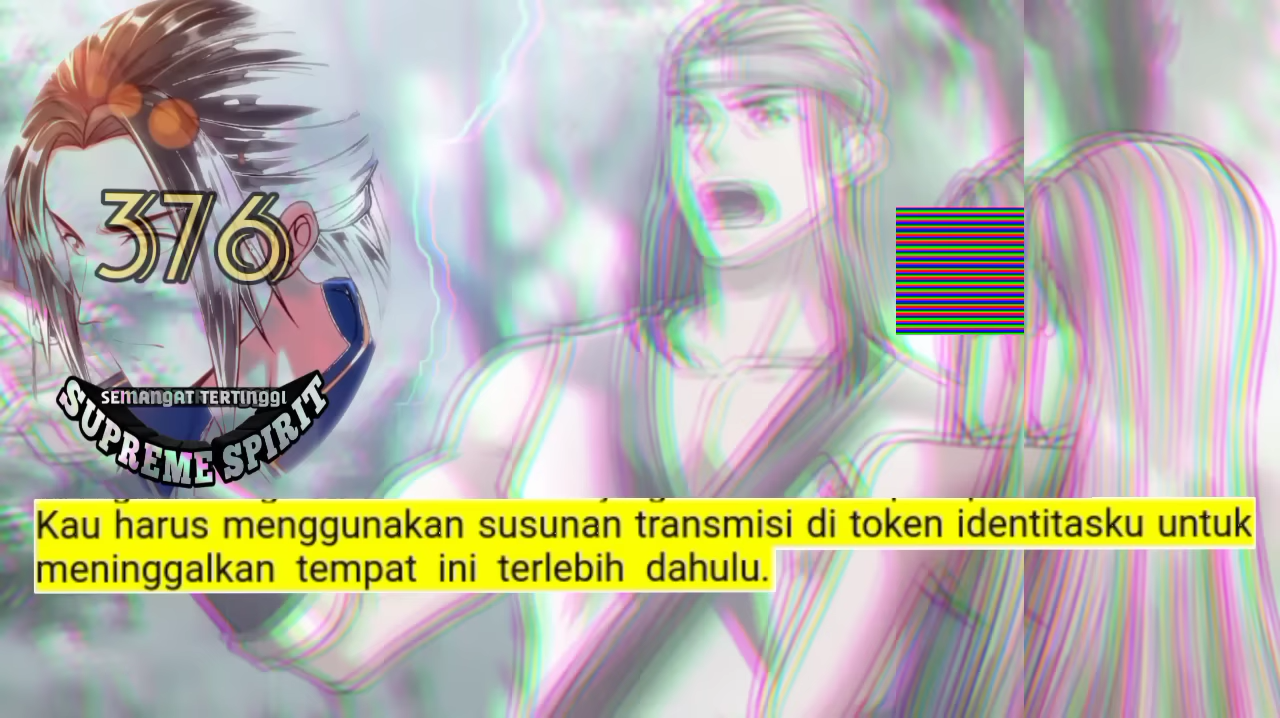 376
SEMANGAT TERTINGGI
SUPREME SPIRIT
Kau harus menggunakan susunan transmisi di token identitasku untuk
meninggalkan tempat ini terlebih dahulu.